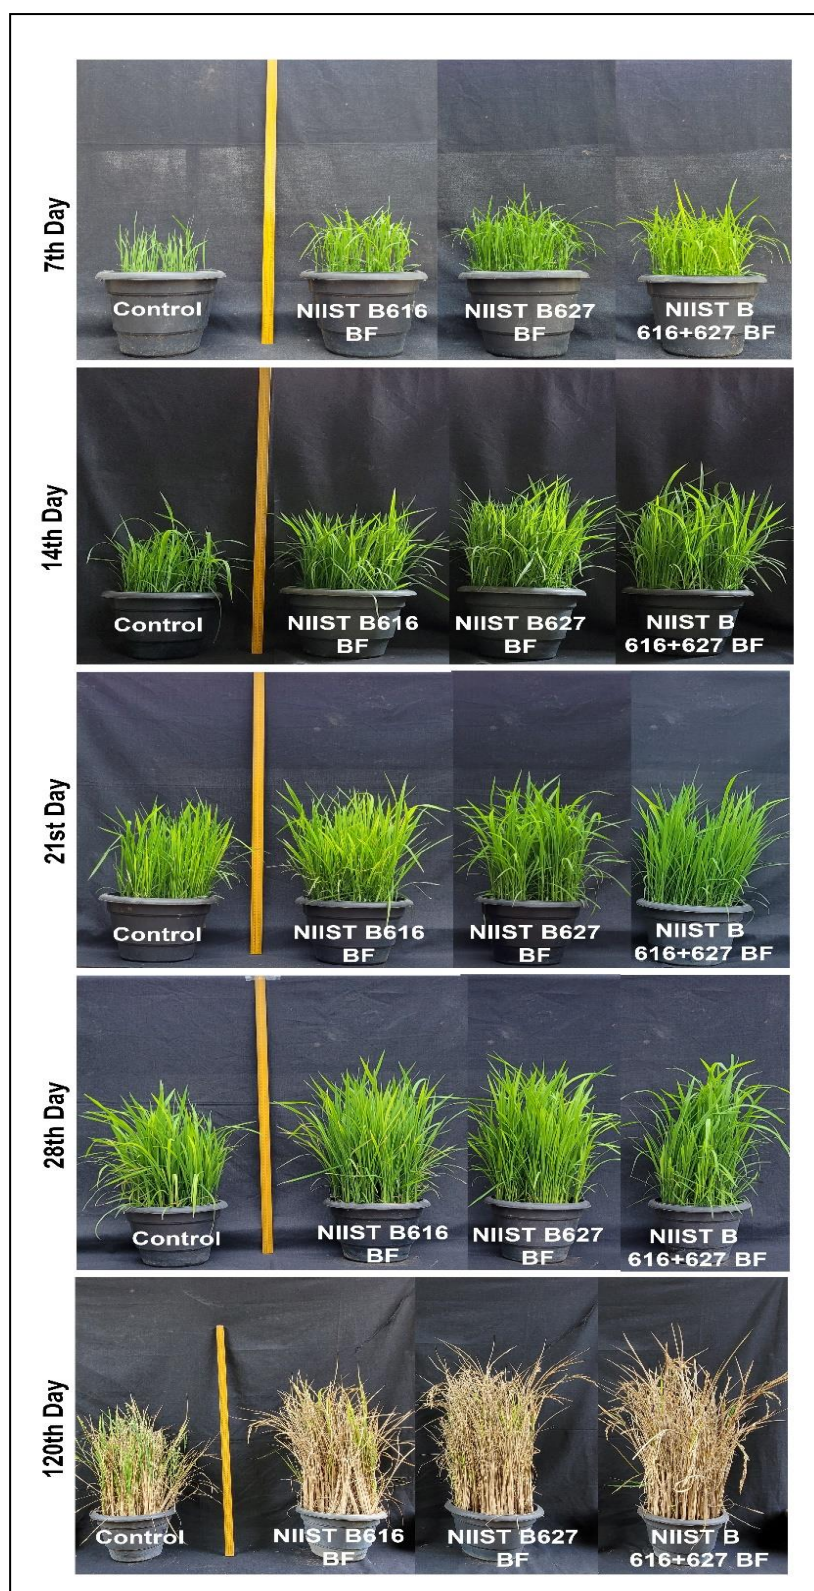 7th Day
Control
NIIST B616
BF
NIIST B627
BF
NIIST B
616+627 BF
14th Day
Control
NIIST B616
BF
NIIST B627
BF
NIIST B
616+627 BF
21st Day
Control
NIIST B616
BF
NIIST B627
BF
NIIST B
616+627 BF
28th Day
Control
NIIST B616
BF
NIIST B627
BF
NIIST B
616+627 BF
120th Day
Control
NIIST B616
BF
NIIST B627
BF
NIIST B
616+627 BF